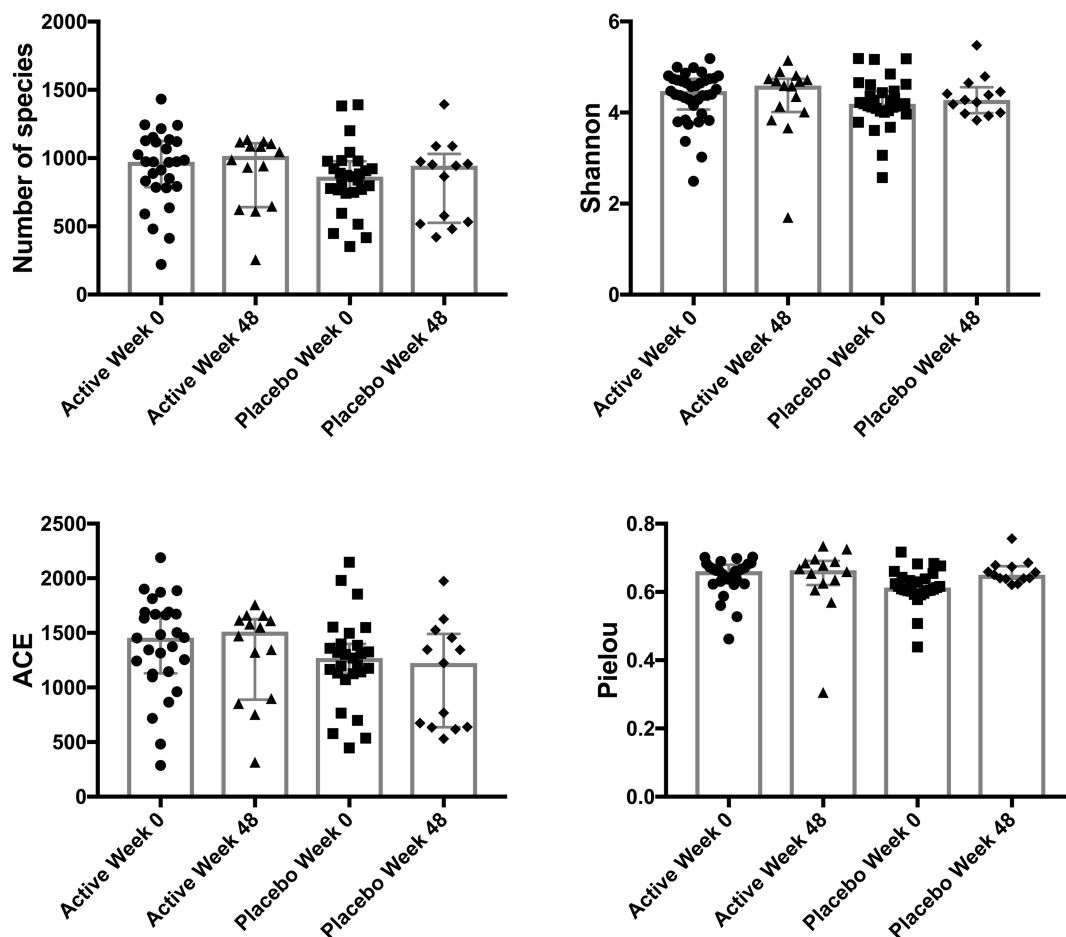 Number of species
2000
1500
1000
500
0
Active Week 0
Active Week 48
Placebo Week 0
Placebo Week 48
Shannon
6
4
2
0
Active Week 0
Active Week 48
Placebo Week 0
Placebo Week 48
ACE
2500
2000
1500
1000
500
0
Active Week 0
Active Week 48
Placebo Week 0
Placebo Week 48
Pielou
0.8
0.6
0.4
0.2
0.0
Active Week 0
Active Week 48
Placebo Week 0
Placebo Week 48